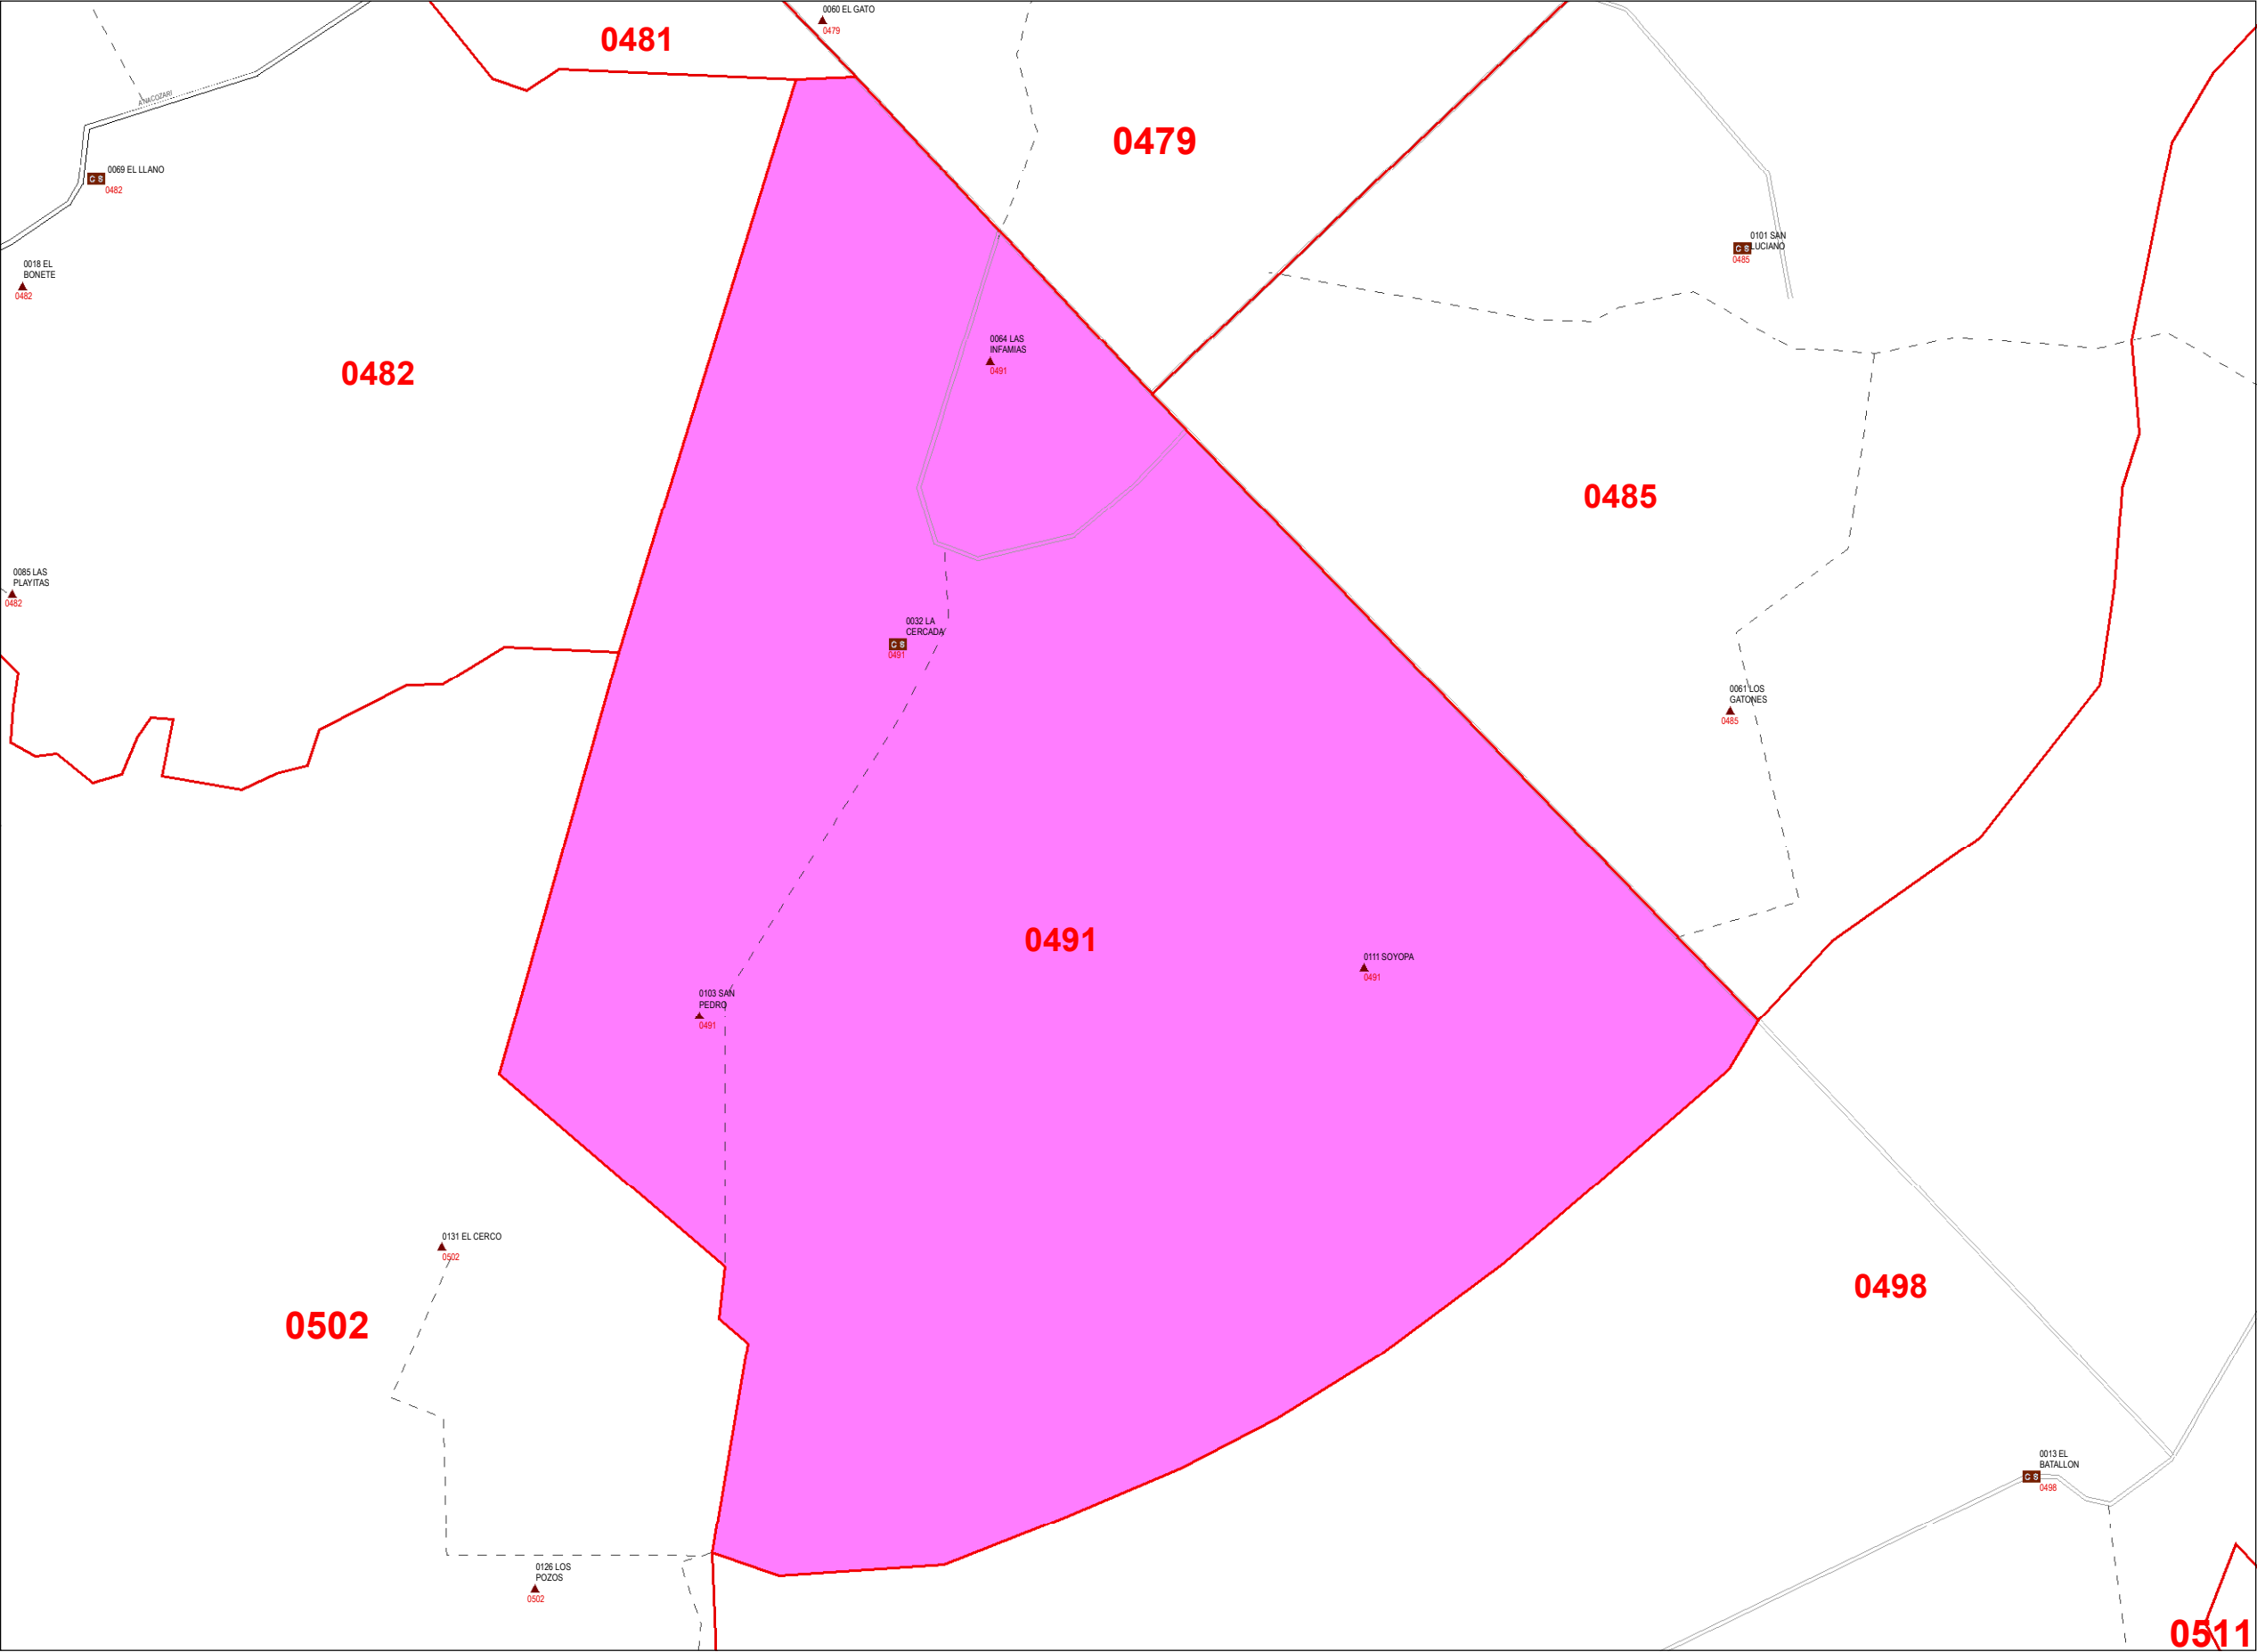 0060 EL GATO
0479
0481
0479
ANACOZARI
C S
0069 EL LLANO
0482
0101 SAN
LUCIANO
C S
0485
0018 EL
BONETE
0482
0064 LAS
INFAMIAS
0491
0482
0485
0085 LAS
PLAYITAS
0482
0032 LA
CERCADA
C S
0491
0061 LOS
GATONES
0485
0491
0111 SOYOPA
0491
0103 SAN
PEDRO
0491
0131 EL CERCO
0502
0498
0502
0013 EL
BATALLON
C S
0498
0126 LOS
POZOS
0502
0511